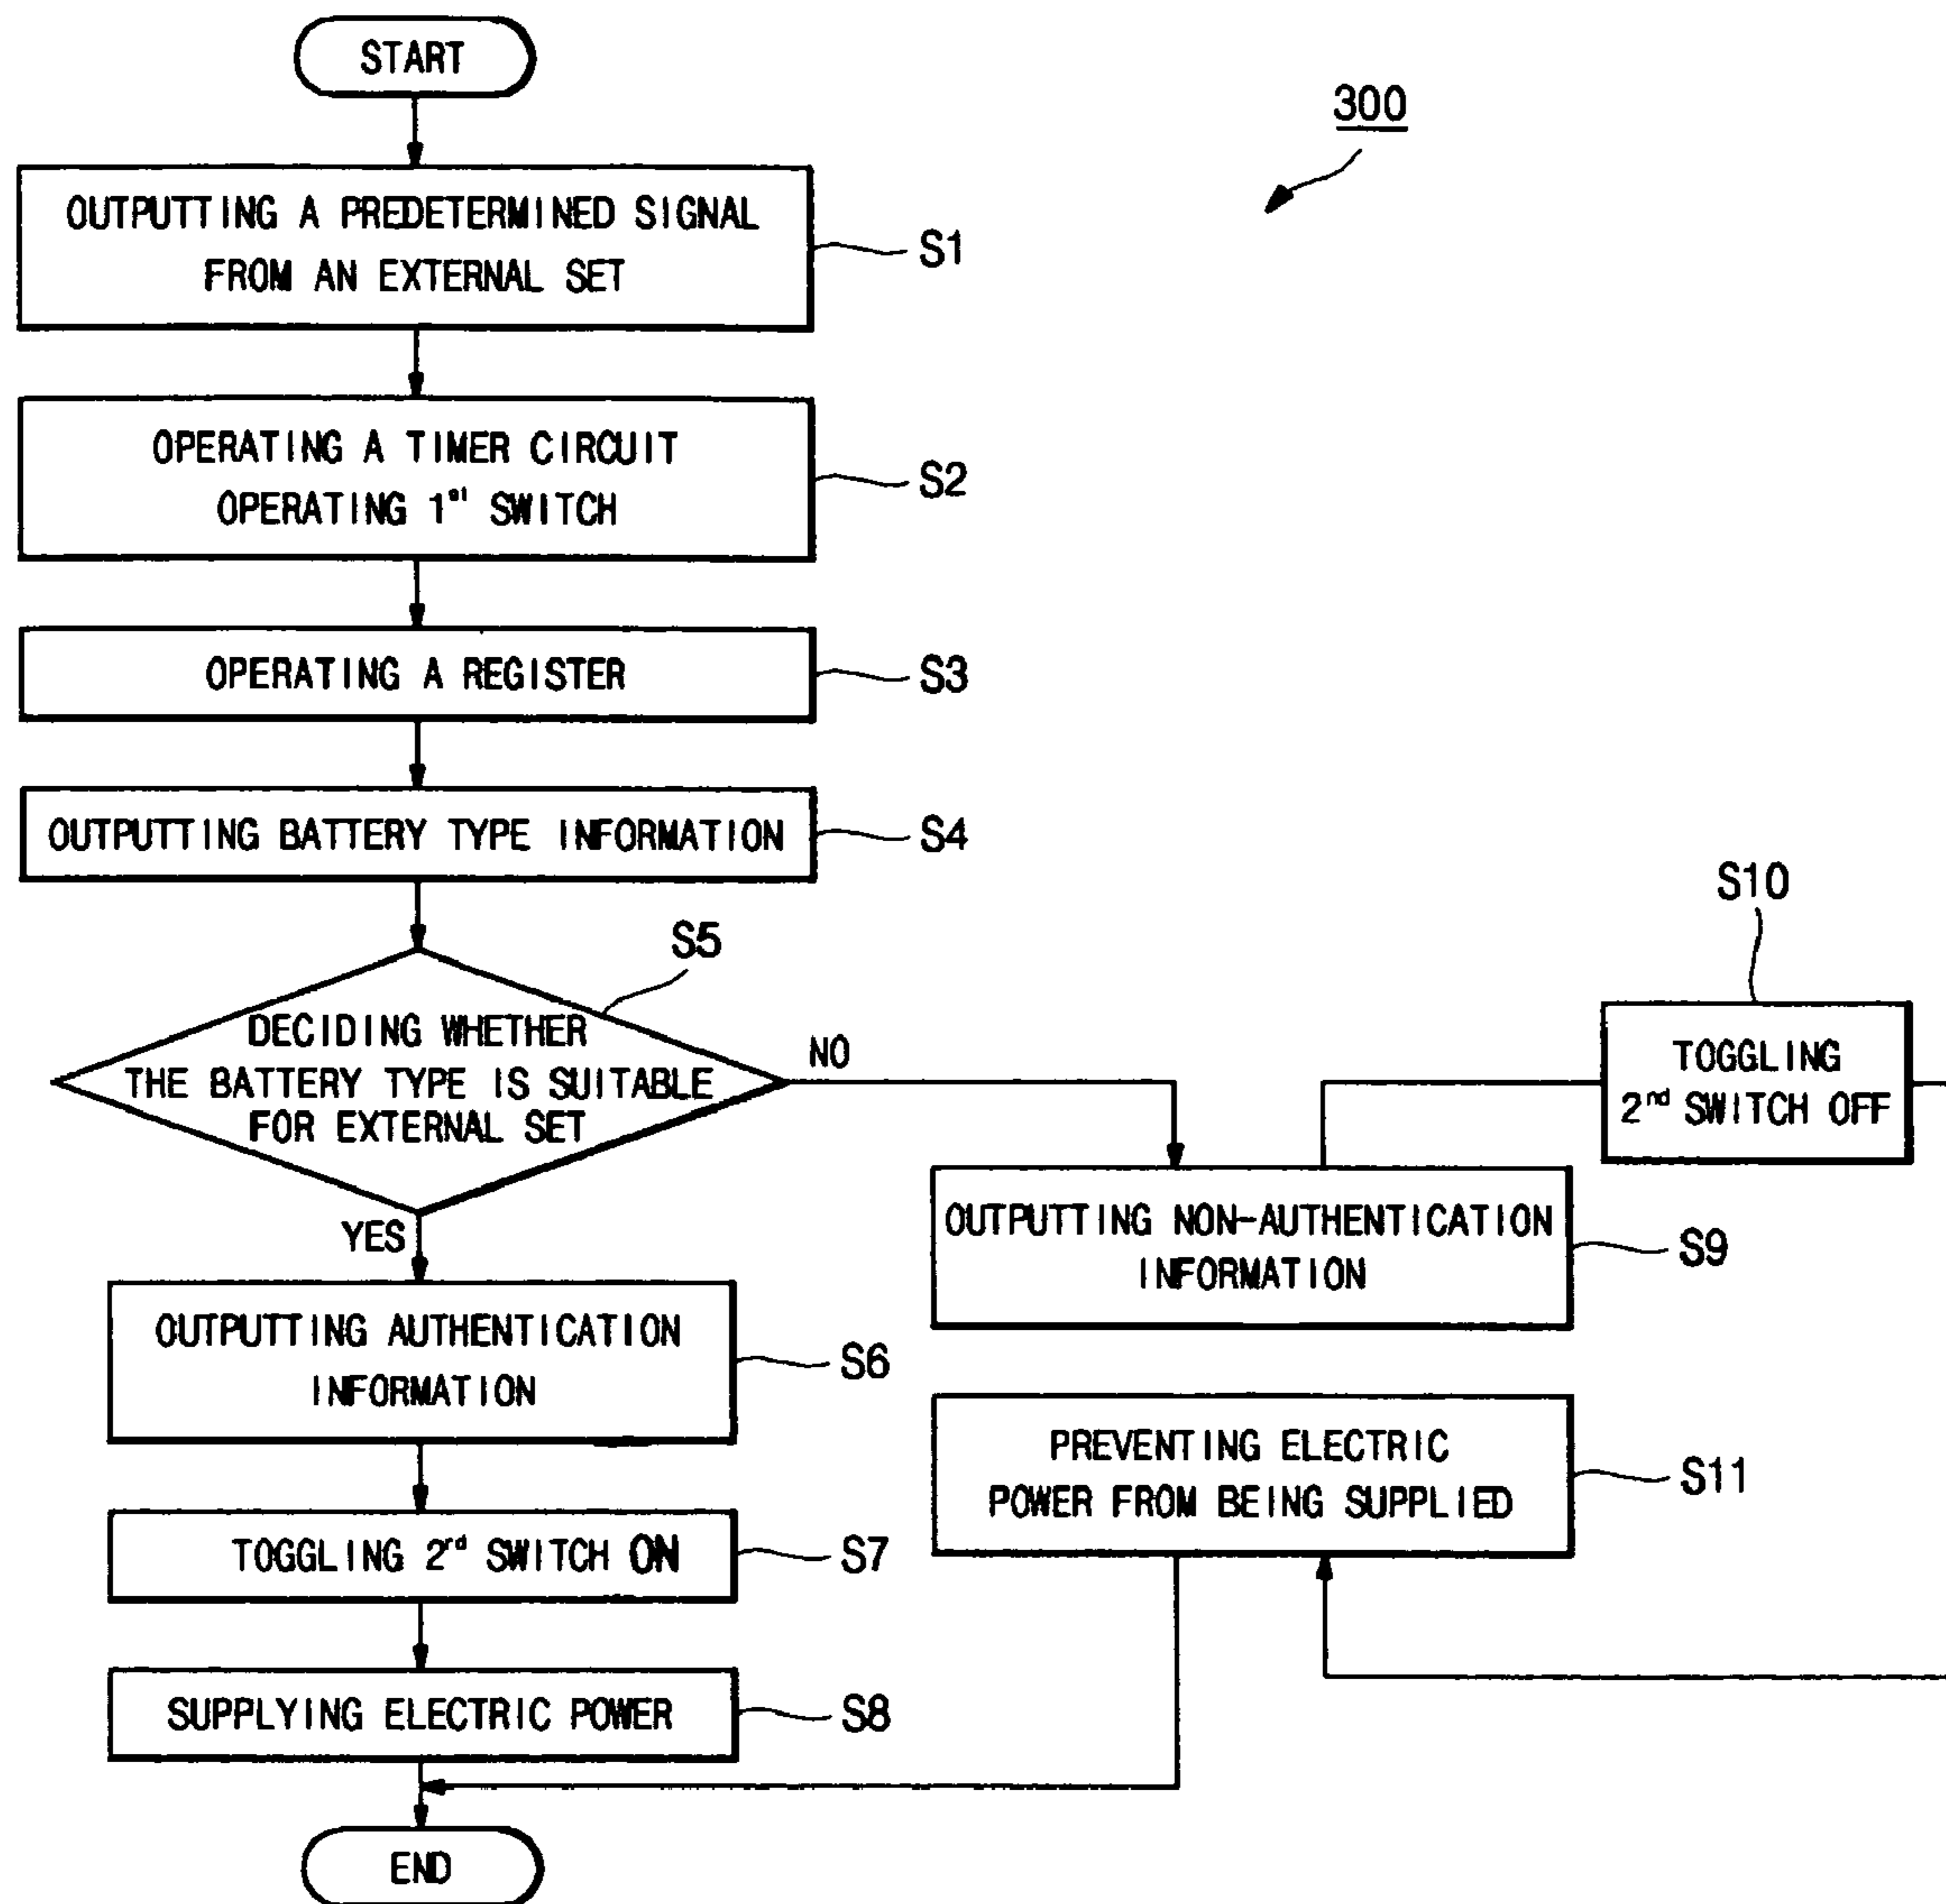 START
300
OUTPUTTING A PREDETERMINED SIGNAL
FROM AN EXTERNAL SET
S1
OPERATING A TIMER CIRCUIT
OPERATING 1st SWITCH
S2
OPERATING A REGISTER
S3
OUTPUTTING BATTERY TYPE INFORMATION
S4
S5
DECIDING WHETHER
THE BATTERY TYPE IS SUITABLE
FOR EXTERNAL SET
NO
YES
OUTPUTTING AUTHENTICATION
INFORMATION
S6
TOGGLING 2rd SWITCH ON
S7
SUPPLYING ELECTRIC POWER
S8
OUTPUTTING NON-AUTHENTICATION
INFORMATION
S9
S10
TOGGLING
2nd SWITCH OFF
PREVENTING ELECTRIC
POWER FROM BEING SUPPLIED
S11
END